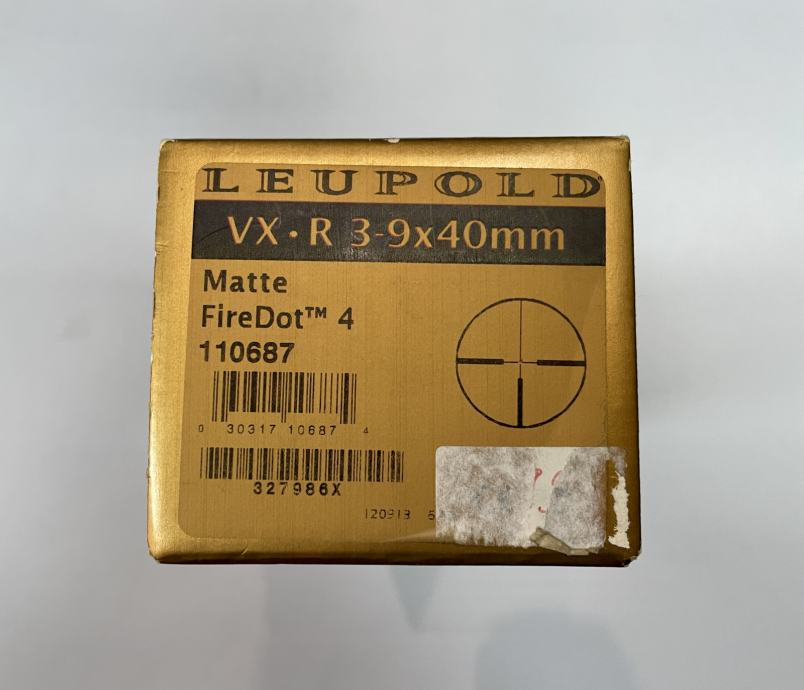 LEUPOLD
VX·R 3-9x40mm
Matte
FireDot™ 4
110687
0 30317 10687 4
327986X
120913